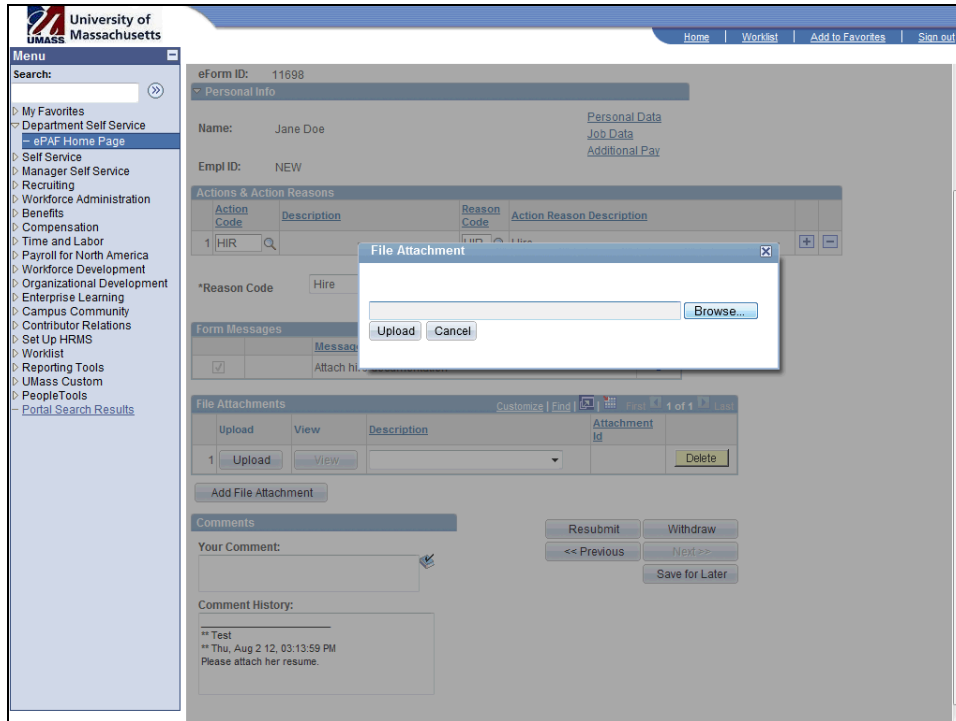 University of
UMASS Massachusetts
Home | Worklist | Add to Favorites | Sign out
Menu
Search:
My Favorites
Department Self Service
ePAF Home Page
Self Service
Manager Self Service
Recruiting
Workforce Administration
Benefits
Compensation
Time and Labor
Payroll for North America
Workforce Development
Organizational Development
Enterprise Learning
Campus Community
Contributor Relations
Set Up HRMS
Worklist
Reporting Tools
UMass Custom
PeopleTools
Portal Search Results
eForm ID: 11698
Personal Info
Name: Jane Doe
Personal Data
Job Data
Additional Pay
Empl ID: NEW
Actions & Action Reasons
Action Code Description Reason Code Action Reason Description
1 HIR HIR Hire
File Attachment
Browse...
Upload Cancel
*Reason Code Hire
Form Messages
Attach
File Attachments Customize | Find | First 1 of 1 Last
Upload View Description Attachment Id
1 Upload View Delete
Add File Attachment
Comments
Resubmit Withdraw
Your Comment:
<< Previous Next >>
Save for Later
Comment History:
** Test
** Thu, Aug 2 12, 03:13:59 PM
Please attach her resume.